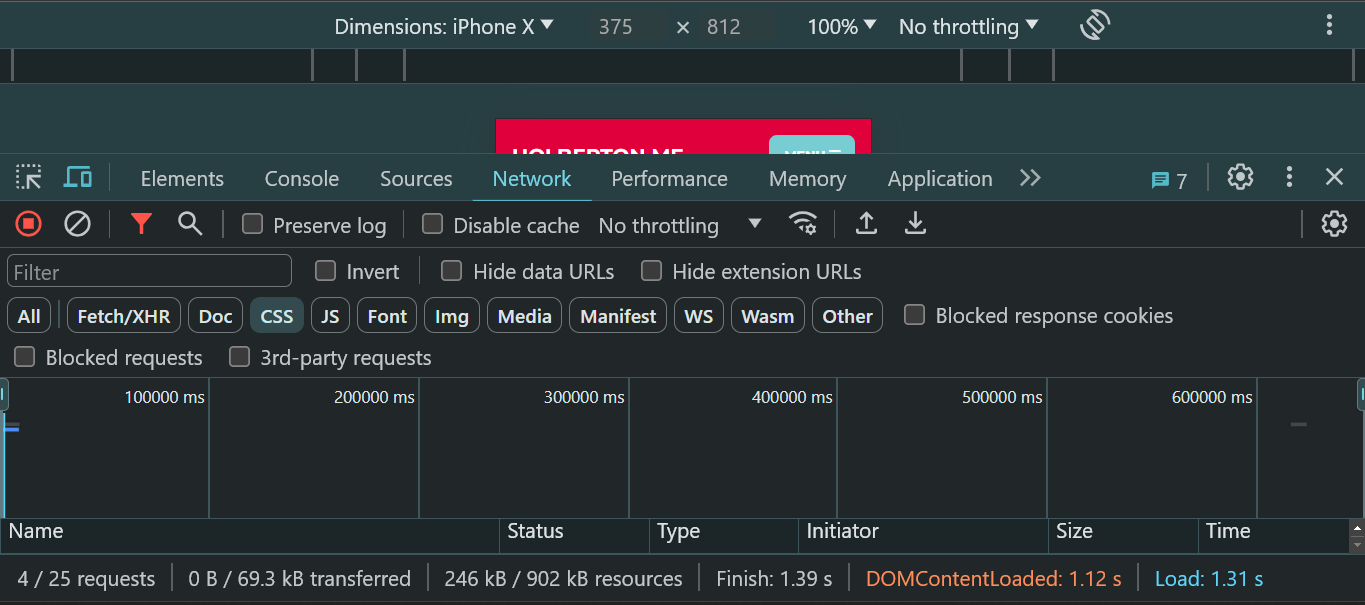 Dimensions: iPhone X 375 × 812 100% No throttling
HOLBERTON ME MENU
Elements Console Sources Network Performance Memory Application 7
Preserve log Disable cache No throttling
Filter Invert Hide data URLs Hide extension URLs
All Fetch/XHR Doc CSS JS Font Img Media Manifest WS Wasm Other Blocked response cookies
Blocked requests 3rd-party requests
100000 ms 200000 ms 300000 ms 400000 ms 500000 ms 600000 ms
Name Status Type Initiator Size Time
4 / 25 requests 0 B / 69.3 kB transferred 246 kB / 902 kB resources Finish: 1.39 s DOMContentLoaded: 1.12 s Load: 1.31 s